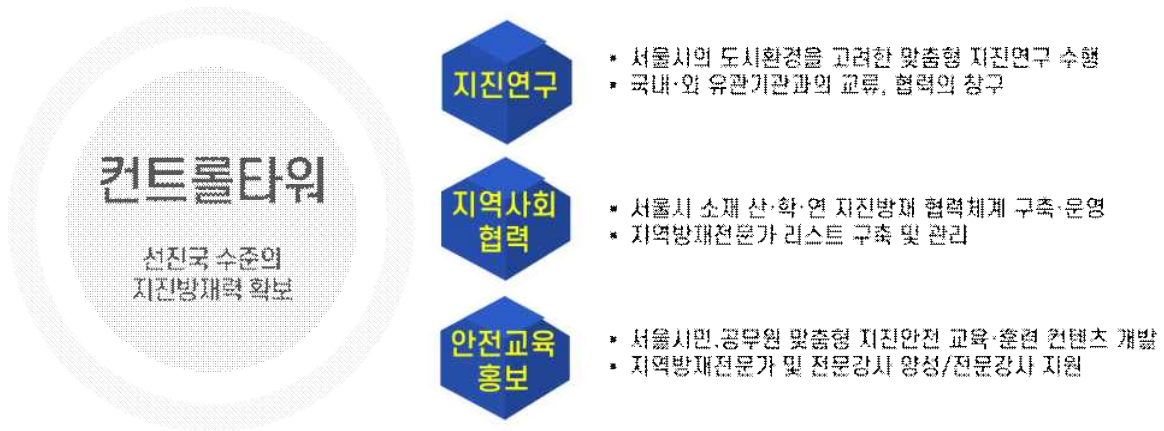 컨트롤타워
선진국 수준의
지진방재력 확보
지진연구
• 서울시의 도시환경을 고려한 맞춤형 지진연구 수행
• 국내·외 유관기관과의 교류, 협력의 창구
지역사회
협력
• 서울시 소재 산·학·연 지진방재 협력체계 구축·운영
• 지역방재전문가 리스트 구축 및 관리
안전교육
홍보
• 서울시민,공무원 맞춤형 지진안전 교육·훈련 컨텐츠 개발
• 지역방재전문가 및 전문강사 양성/전문강사 지원